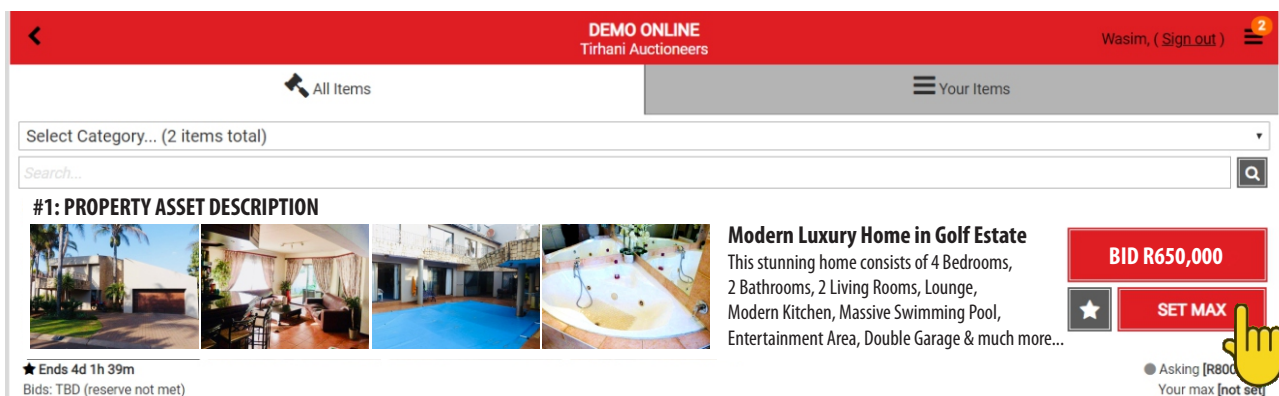 DEMO ONLINE
Tirhani Auctioneers
Wasim, ( Sign out )
2
All Items
Your Items
Select Category... (2 items total)
Search...
#1: PROPERTY ASSET DESCRIPTION
Modern Luxury Home in Golf Estate
This stunning home consists of 4 Bedrooms,
2 Bathrooms, 2 Living Rooms, Lounge,
Modern Kitchen, Massive Swimming Pool,
Entertainment Area, Double Garage & much more...
BID R650,000
SET MAX
Ends 4d 1h 39m
Bids: TBD (reserve not met)
Asking
Your max [not set]